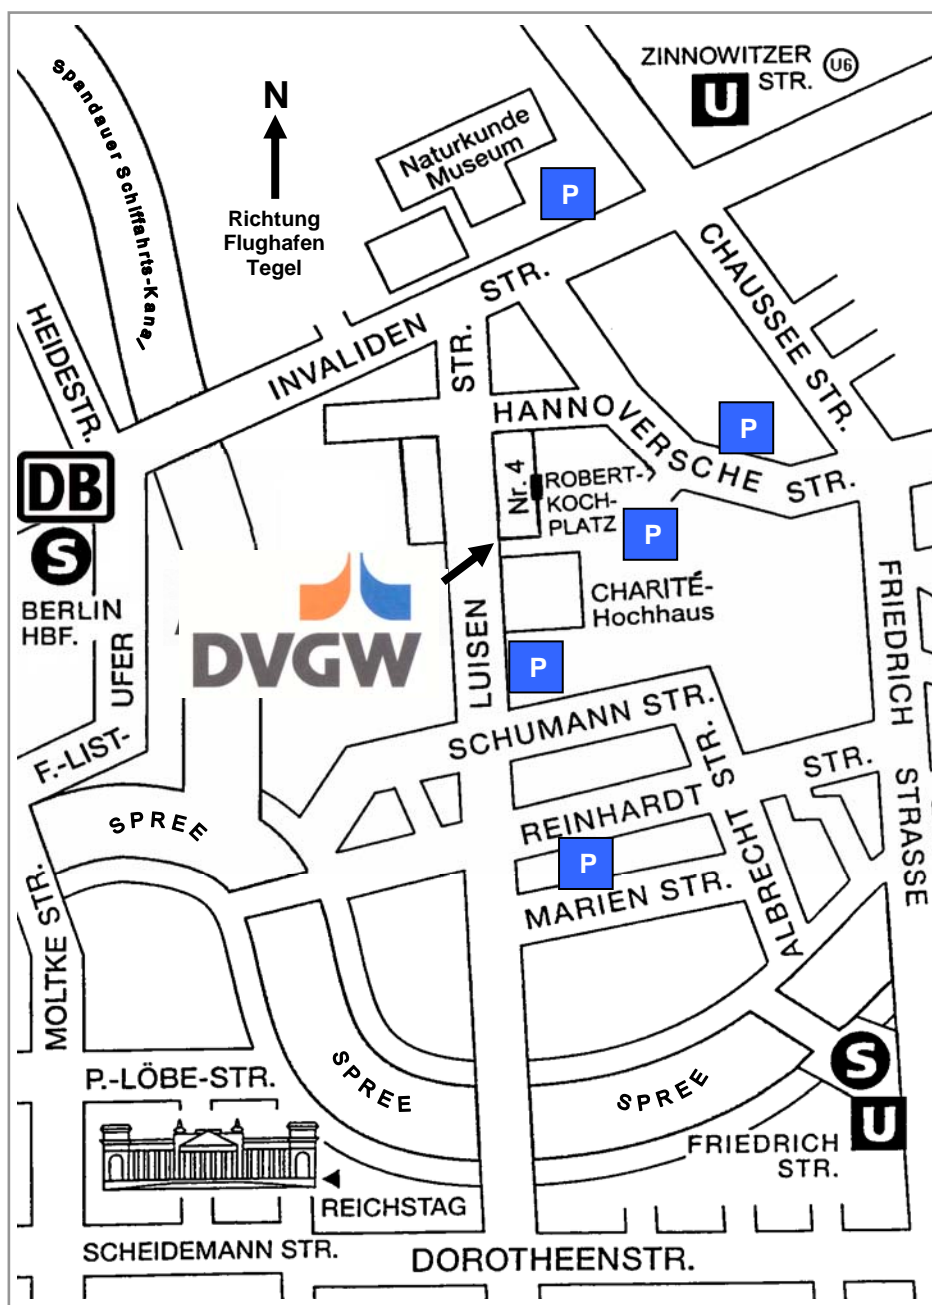 ZINNOWITZER
STR.
U6
U
Spandauer Schiffahrts-Kanal
N
Richtung
Flughafen
Tegel
Naturkunde
Museum
P
HEIDESTR.
INVALIDEN
STR.
CHAUSSEE STR.
STR.
HANNOVERSCHE STR.
P
DB
S
BERLIN
HBF.
Nr. 4
ROBERT-
KOCH-
PLATZ
P
DVGW
CHARITÉ-
Hochhaus
LUISEN
P
FRIEDRICH
STRASSE
UFER
F.-LIST-
SCHUMANN STR.
SPREE
REINHARDT
STR.
ALBRECHT
STR.
P
MARIEN STR.
MOLTKE STR.
P.-LÖBE-STR.
SPREE
SPREE
S
U
FRIEDRICH
STR.
REICHSTAG
SCHEIDEMANN STR.
DOROTHEENSTR.